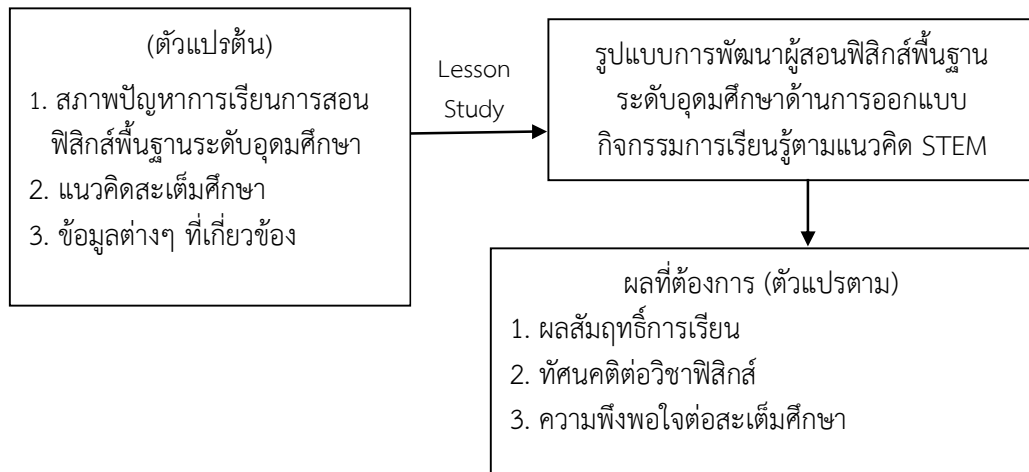 (ตัวแปรต้น)
1. สภาพปัญหาการเรียนการสอน
ฟิสิกส์พื้นฐานระดับอุดมศึกษา
2. แนวคิดสะเต็มศึกษา
3. ข้อมูลต่างๆ ที่เกี่ยวข้อง
Lesson
Study
รูปแบบการพัฒนาผู้สอนฟิสิกส์พื้นฐาน
ระดับอุดมศึกษาด้านการออกแบบ
กิจกรรมการเรียนรู้ตามแนวคิด STEM
ผลที่ต้องการ (ตัวแปรตาม)
1. ผลสัมฤทธิ์การเรียน
2. ทัศนคติต่อวิชาฟิสิกส์
3. ความพึงพอใจต่อสะเต็มศึกษา